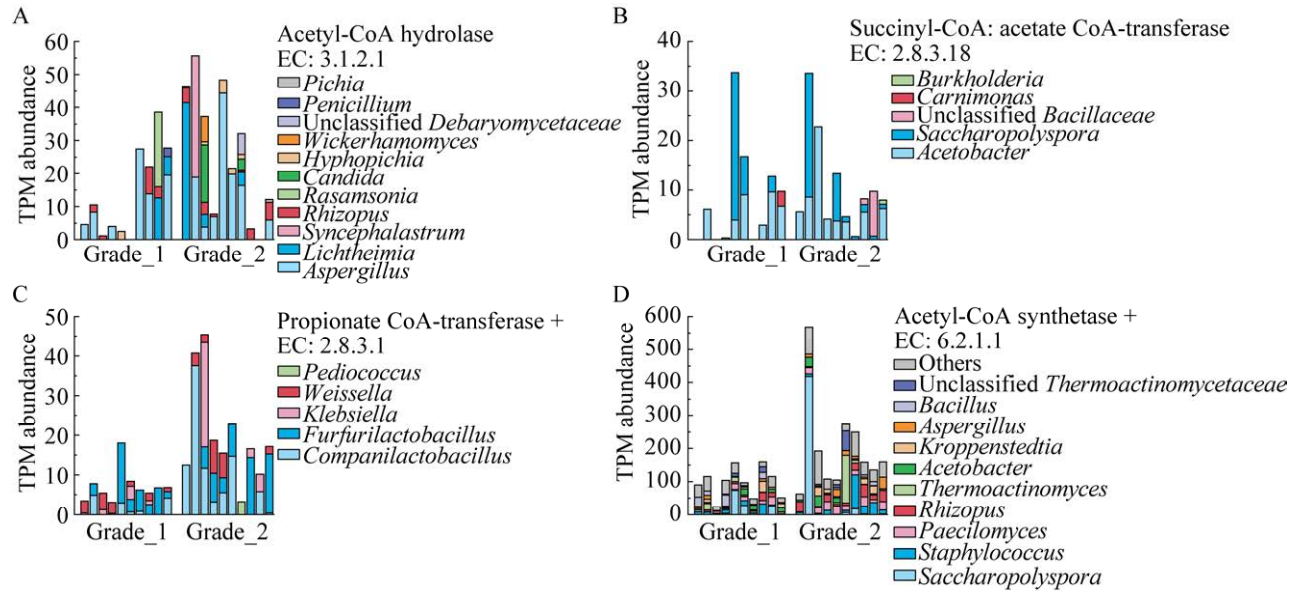 A
Acetyl-CoA hydrolase
EC: 3.1.2.1
Pichia
Penicillium
Unclassified Debaryomycetaceae
Wickerhamomyces
Hyphopichia
Candida
Rasamsonia
Rhizopus
Syncephalastrum
Lichtheimia
Aspergillus
TPM abundance
60
50
40
30
20
10
0
Grade_1
Grade_2
B
Succinyl-CoA: acetate CoA-transferase
EC: 2.8.3.18
Burkholderia
Carnimonas
Unclassified Bacillaceae
Saccharopolyspora
Acetobacter
TPM abundance
40
30
20
10
0
Grade_1
Grade_2
C
Propionate CoA-transferase +
EC: 2.8.3.1
Pediococcus
Weissella
Klebsiella
Furfurilactobacillus
Companilactobacillus
TPM abundance
50
40
30
20
10
0
Grade_1
Grade_2
D
Acetyl-CoA synthetase +
EC: 6.2.1.1
Others
Unclassified Thermoactinomycetaceae
Bacillus
Aspergillus
Kroppenstedtia
Acetobacter
Thermoactinomyces
Rhizopus
Paecilomyces
Staphylococcus
Saccharopolyspora
TPM abundance
600
500
400
300
200
100
0
Grade_1
Grade_2